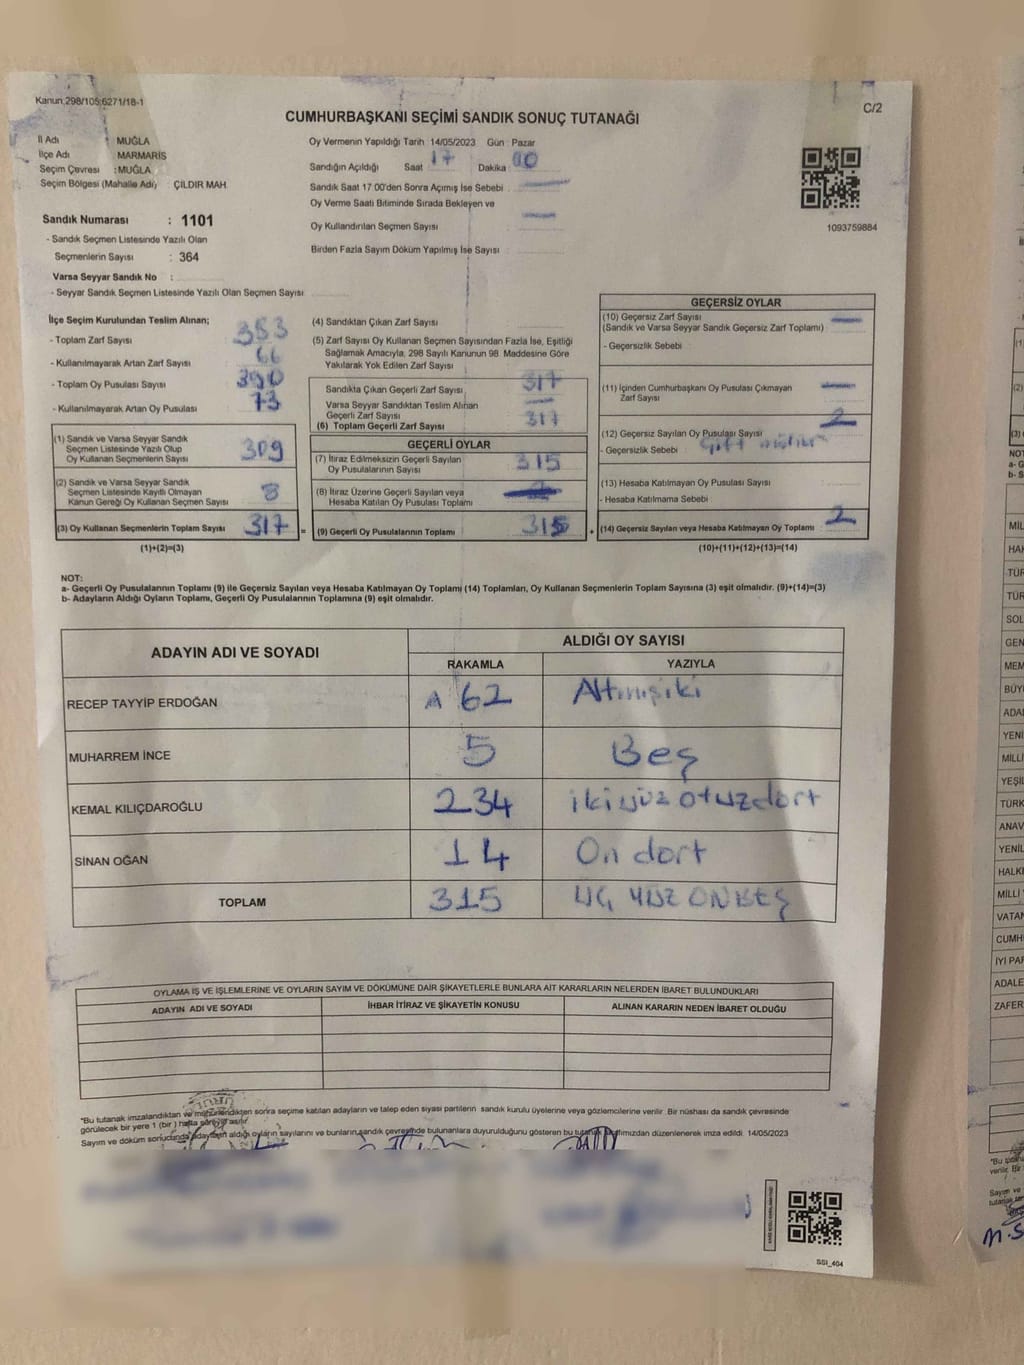 Kanun:298/105;6271/18-1
C/2
CUMHURBAŞKANI SEÇİMİ SANDIK SONUÇ TUTANAĞI
İl Adı : MUĞLA
İlçe Adı MARMARİS
Seçim Çevresi : MUĞLA
Seçim Bölgesi (Mahalle Adı) : ÇILDIR MAH.
Sandık Numarası : 1101
- Sandık Seçmen Listesinde Yazılı Olan
Seçmenlerin Sayısı : 364
Varsa Seyyar Sandık No :
- Seyyar Sandık Seçmen Listesinde Yazılı Olan Seçmen Sayısı
Oy Vermenin Yapıldığı Tarih 14/05/2023 Gün : Pazar
Sandığın Açıldığı Saat 17 Dakika 00
Sandık Saat 17 00'den Sonra Açımış İse Sebebi
Oy Verme Saati Bitiminde Sırada Bekleyen ve
Oy Kullandırılan Seçmen Sayısı :
Birden Fazla Sayım Döküm Yapılmış İse Sayısı
1093759884
İlçe Seçim Kurulundan Teslim Alınan;
- Toplam Zarf Sayısı 353
- Kullanılmayarak Artan Zarf Sayısı 66
- Toplam Oy Pusulası Sayısı 390
- Kullanılmayarak Artan Oy Pusulası 73
(1) Sandık ve Varsa Seyyar Sandık
Seçmen Listesinde Yazılı Olup
Oy Kullanan Seçmenlerin Sayısı 309
(2) Sandık ve Varsa Seyyar Sandık
Seçmen Listesinde Kayıtlı Olmayan
Kanun Gereği Oy Kullanan Seçmen Sayısı 8
(3) Oy Kullanan Seçmenlerin Toplam Sayısı 317 =
(1)+(2)=(3)
(4) Sandıktan Çıkan Zarf Sayısı :
(5) Zarf Sayısı Oy Kullanan Seçmen Sayısından Fazla İse, Eşitliği
Sağlamak Amacıyla, 298 Sayılı Kanunun 98. Maddesine Göre
Yakılarak Yok Edilen Zarf Sayısı
Sandıkta Çıkan Geçerli Zarf Sayısı 317
Varsa Seyyar Sandıktan Teslim Alınan
Geçerli Zarf Sayısı
(6) Toplam Geçerli Zarf Sayısı 317
GEÇERLİ OYLAR
(7) İtiraz Edilmeksizin Geçerli Sayılan
Oy Pusulalarının Sayısı 315
(8) İtiraz Üzerine Geçerli Sayılan veya
Hesaba Katılan Oy Pusulası Toplamı
(9) Geçerli Oy Pusulalarının Toplamı 315 +
GEÇERSİZ OYLAR
(10) Geçersiz Zarf Sayısı
(Sandık ve Varsa Seyyar Sandık Geçersiz Zarf Toplamı)
- Geçersizlik Sebebi :
(11) İçinden Cumhurbaşkanı Oy Pusulası Çıkmayan
Zarf Sayısı
(12) Geçersiz Sayılan Oy Pusulası Sayısı 2
- Geçersizlik Sebebi
(13) Hesaba Katılmayan Oy Pusulası Sayısı
- Hesaba Katılmama Sebebi
(14) Geçersiz Sayılan veya Hesaba Katılmayan Oy Toplamı 2
(10)+(11)+(12)+(13)=(14)
NOT:
a- Geçerli Oy Pusulalarının Toplamı (9) ile Geçersiz Sayılan veya Hesaba Katılmayan Oy Toplamı (14) Toplamları, Oy Kullanan Seçmenlerin Toplam Sayısına (3) eşit olmalıdır. (9)+(14)=(3)
b- Adayların Aldığı Oyların Toplamı, Geçerli Oy Pusulalarının Toplamına (9) eşit olmalıdır.
ADAYIN ADI VE SOYADI ALDIĞI OY SAYISI
RAKAMLA YAZIYLA
RECEP TAYYİP ERDOĞAN 62 Altmışiki
MUHARREM İNCE 5 Beş
KEMAL KILIÇDAROĞLU 234 ikiyüz otuzdört
SİNAN OĞAN 14 On dort
TOPLAM 315 ÜÇ YÜZ ONBEŞ
OYLAMA İŞ VE İŞLEMLERİNE VE OYLARIN SAYIM VE DÖKÜMÜNE DAİR ŞİKAYETLERLE BUNLARA AİT KARARLARIN NELERDEN İBARET BULUNDUKLARI
ADAYIN ADI VE SOYADI İHBAR İTİRAZ VE ŞİKAYETİN KONUSU ALINAN KARARIN NEDEN İBARET OLDUĞU
"Bu tutanak imzalandıktan ve mühürlendikten sonra seçime katılan adayların ve talep eden siyası partilerin sandık kurulu üyelerine veya gözlemcilerine verilir. Bir nüshası da sandık çevresinde
görülecek bir yere 1 (bir) hafta süreyle asılır.
Sayım ve döküm sonucunda adayların aldığı oyların sayılarını ve bunların sandık çevresinde bulunanlara duyurulduğunu gösteren bu tutanak tarafımızdan düzenlenerek imza edildi. 14/05/2023
SSI_404